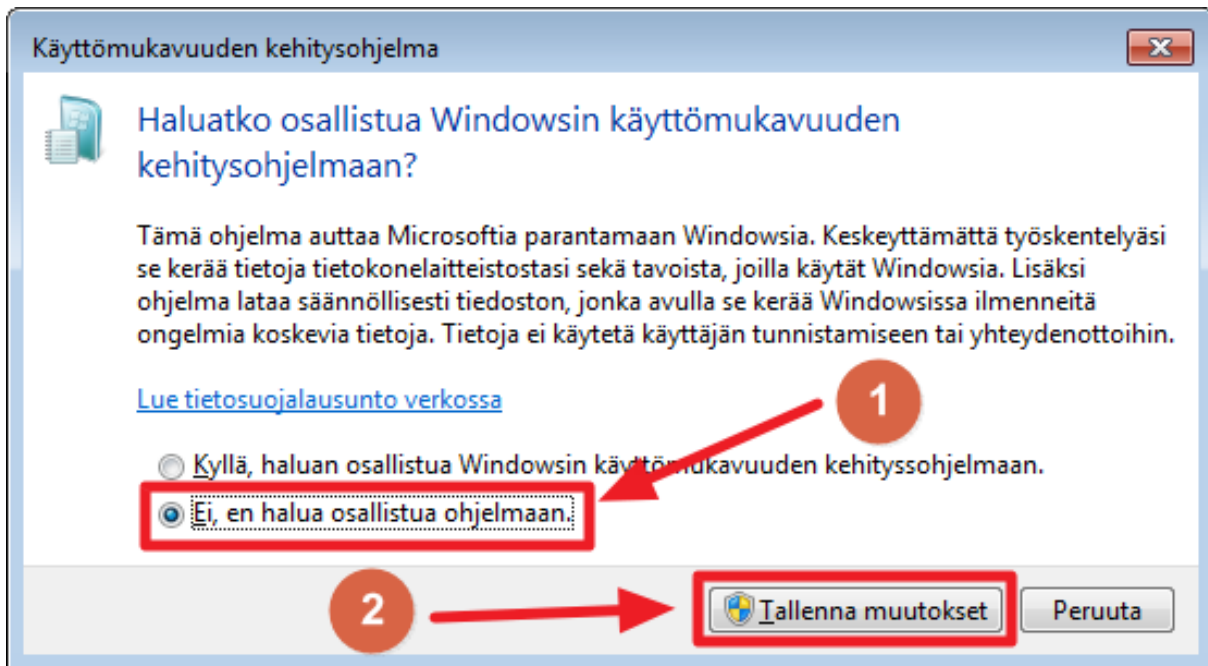 Käyttömukavuuden kehitysohjelma
Haluatko osallistua Windowsin käyttömukavuuden
kehitysohjelmaan?
Tämä ohjelma auttaa Microsoftia parantamaan Windowsia. Keskeyttämättä työskentelyäsi
se kerää tietoja tietokonelaitteistostasi sekä tavoista, joilla käytät Windowsia. Lisäksi
ohjelma lataa säännöllisesti tiedoston, jonka avulla se kerää Windowsissa ilmenneitä
ongelmia koskevia tietoja. Tietoja ei käytetä käyttäjän tunnistamiseen tai yhteydenottoihin.
Lue tietosuojalausunto verkossa
1
Kyllä, haluan osallistua Windowsin käyttömukavuuden kehityssohjelmaan.
Ei, en halua osallistua ohjelmaan.
2
Tallenna muutokset
Peruuta